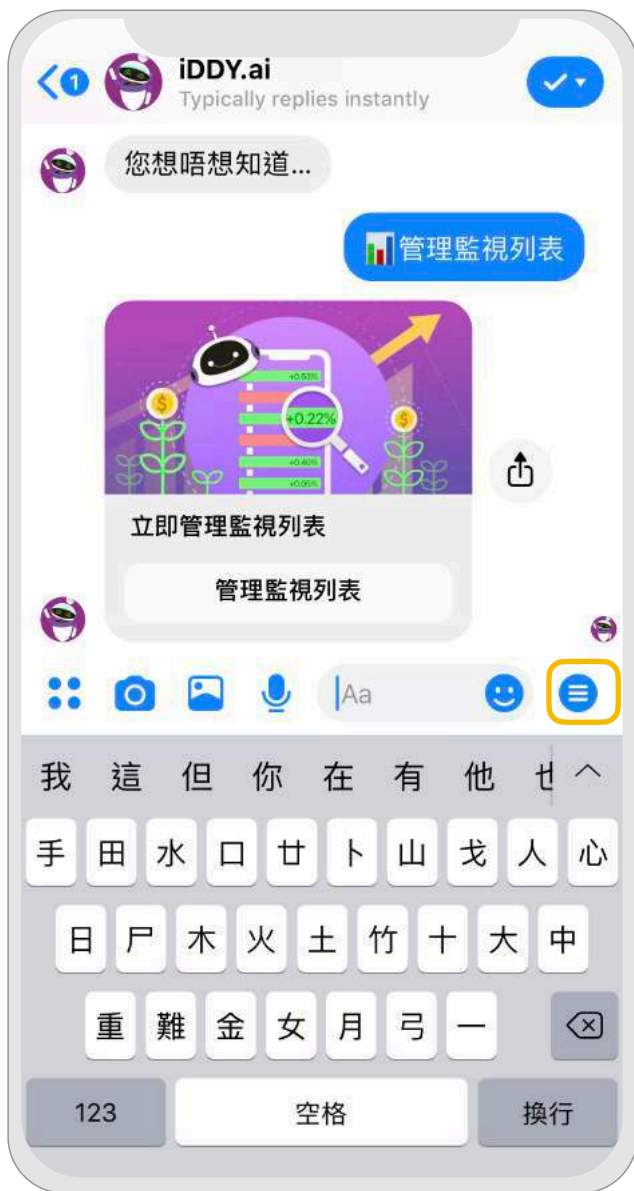 1
iDDY.ai
Typically replies instantly
您想唔想知道...
管理監視列表
+0.53%
+0.22%
+0.40%
+0.05%
立即管理監視列表
管理監視列表
Aa
我 這 但 你 在 有 他 也
手 田 水 口 廿 卜 山 戈 人 心
日 尸 木 火 土 竹 十 大 中
重 難 金 女 月 弓 一
123 空格 換行